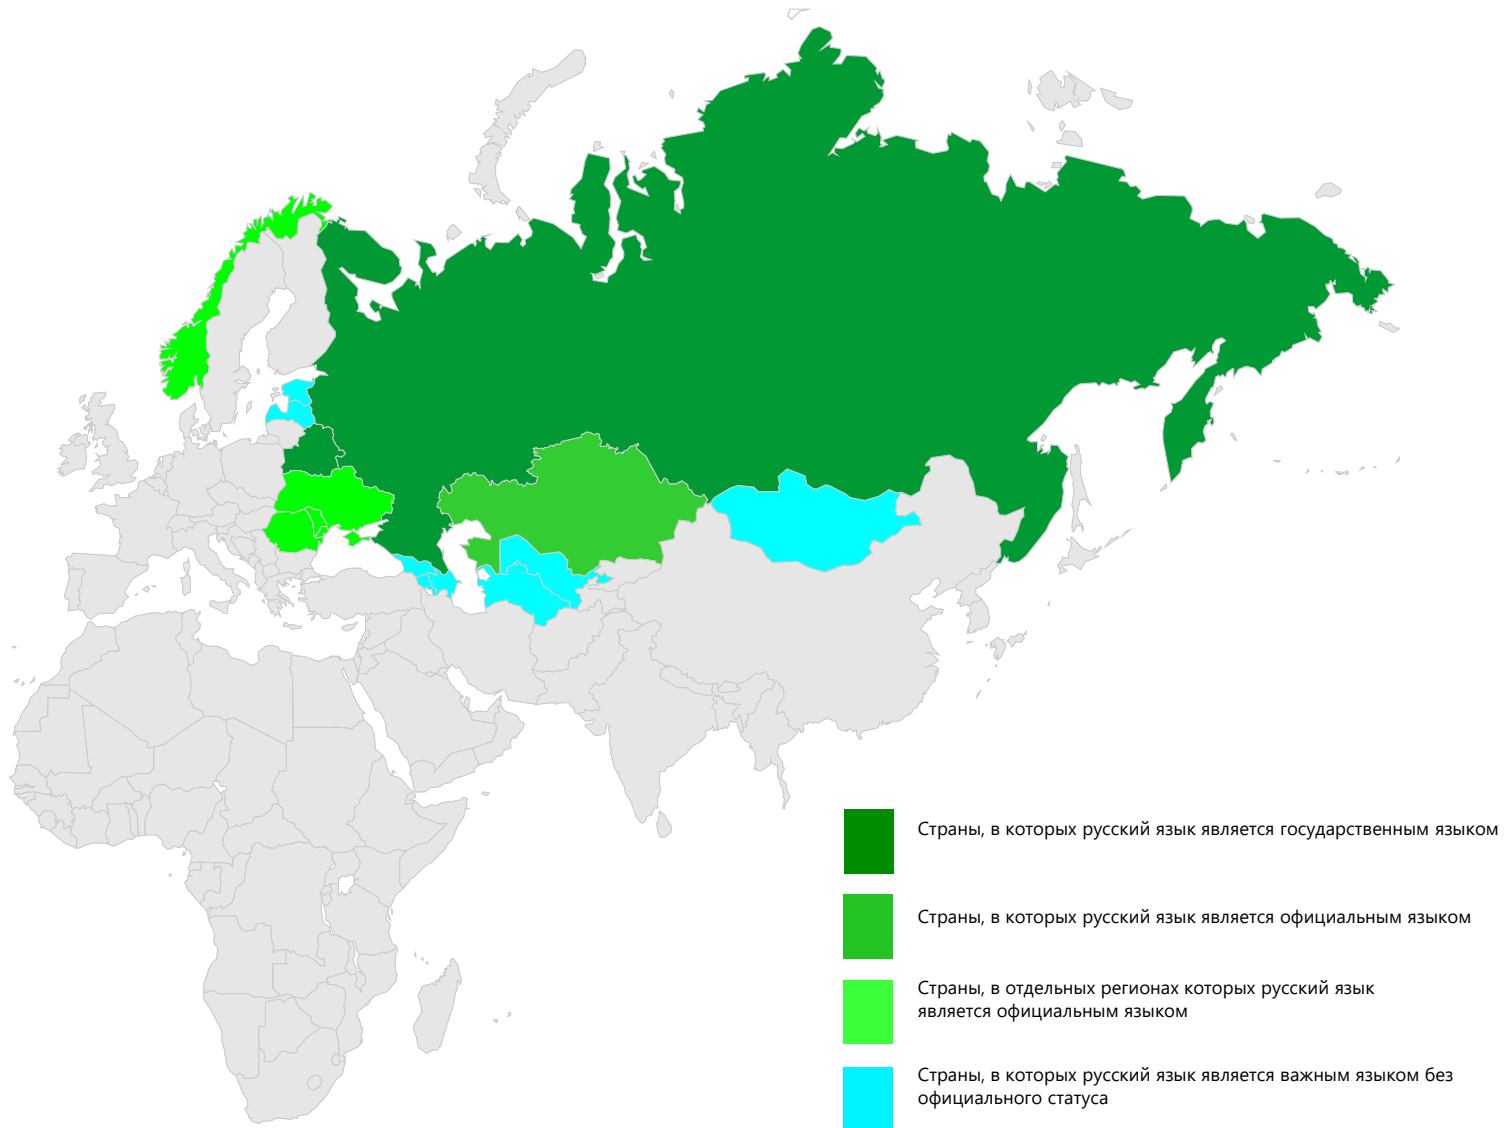 Страны, в которых русский язык является государственным языком
Страны, в которых русский язык является официальным языком
Страны, в отдельных регионах которых русский язык
является официальным языком
Страны, в которых русский язык является важным языком без
официального статуса